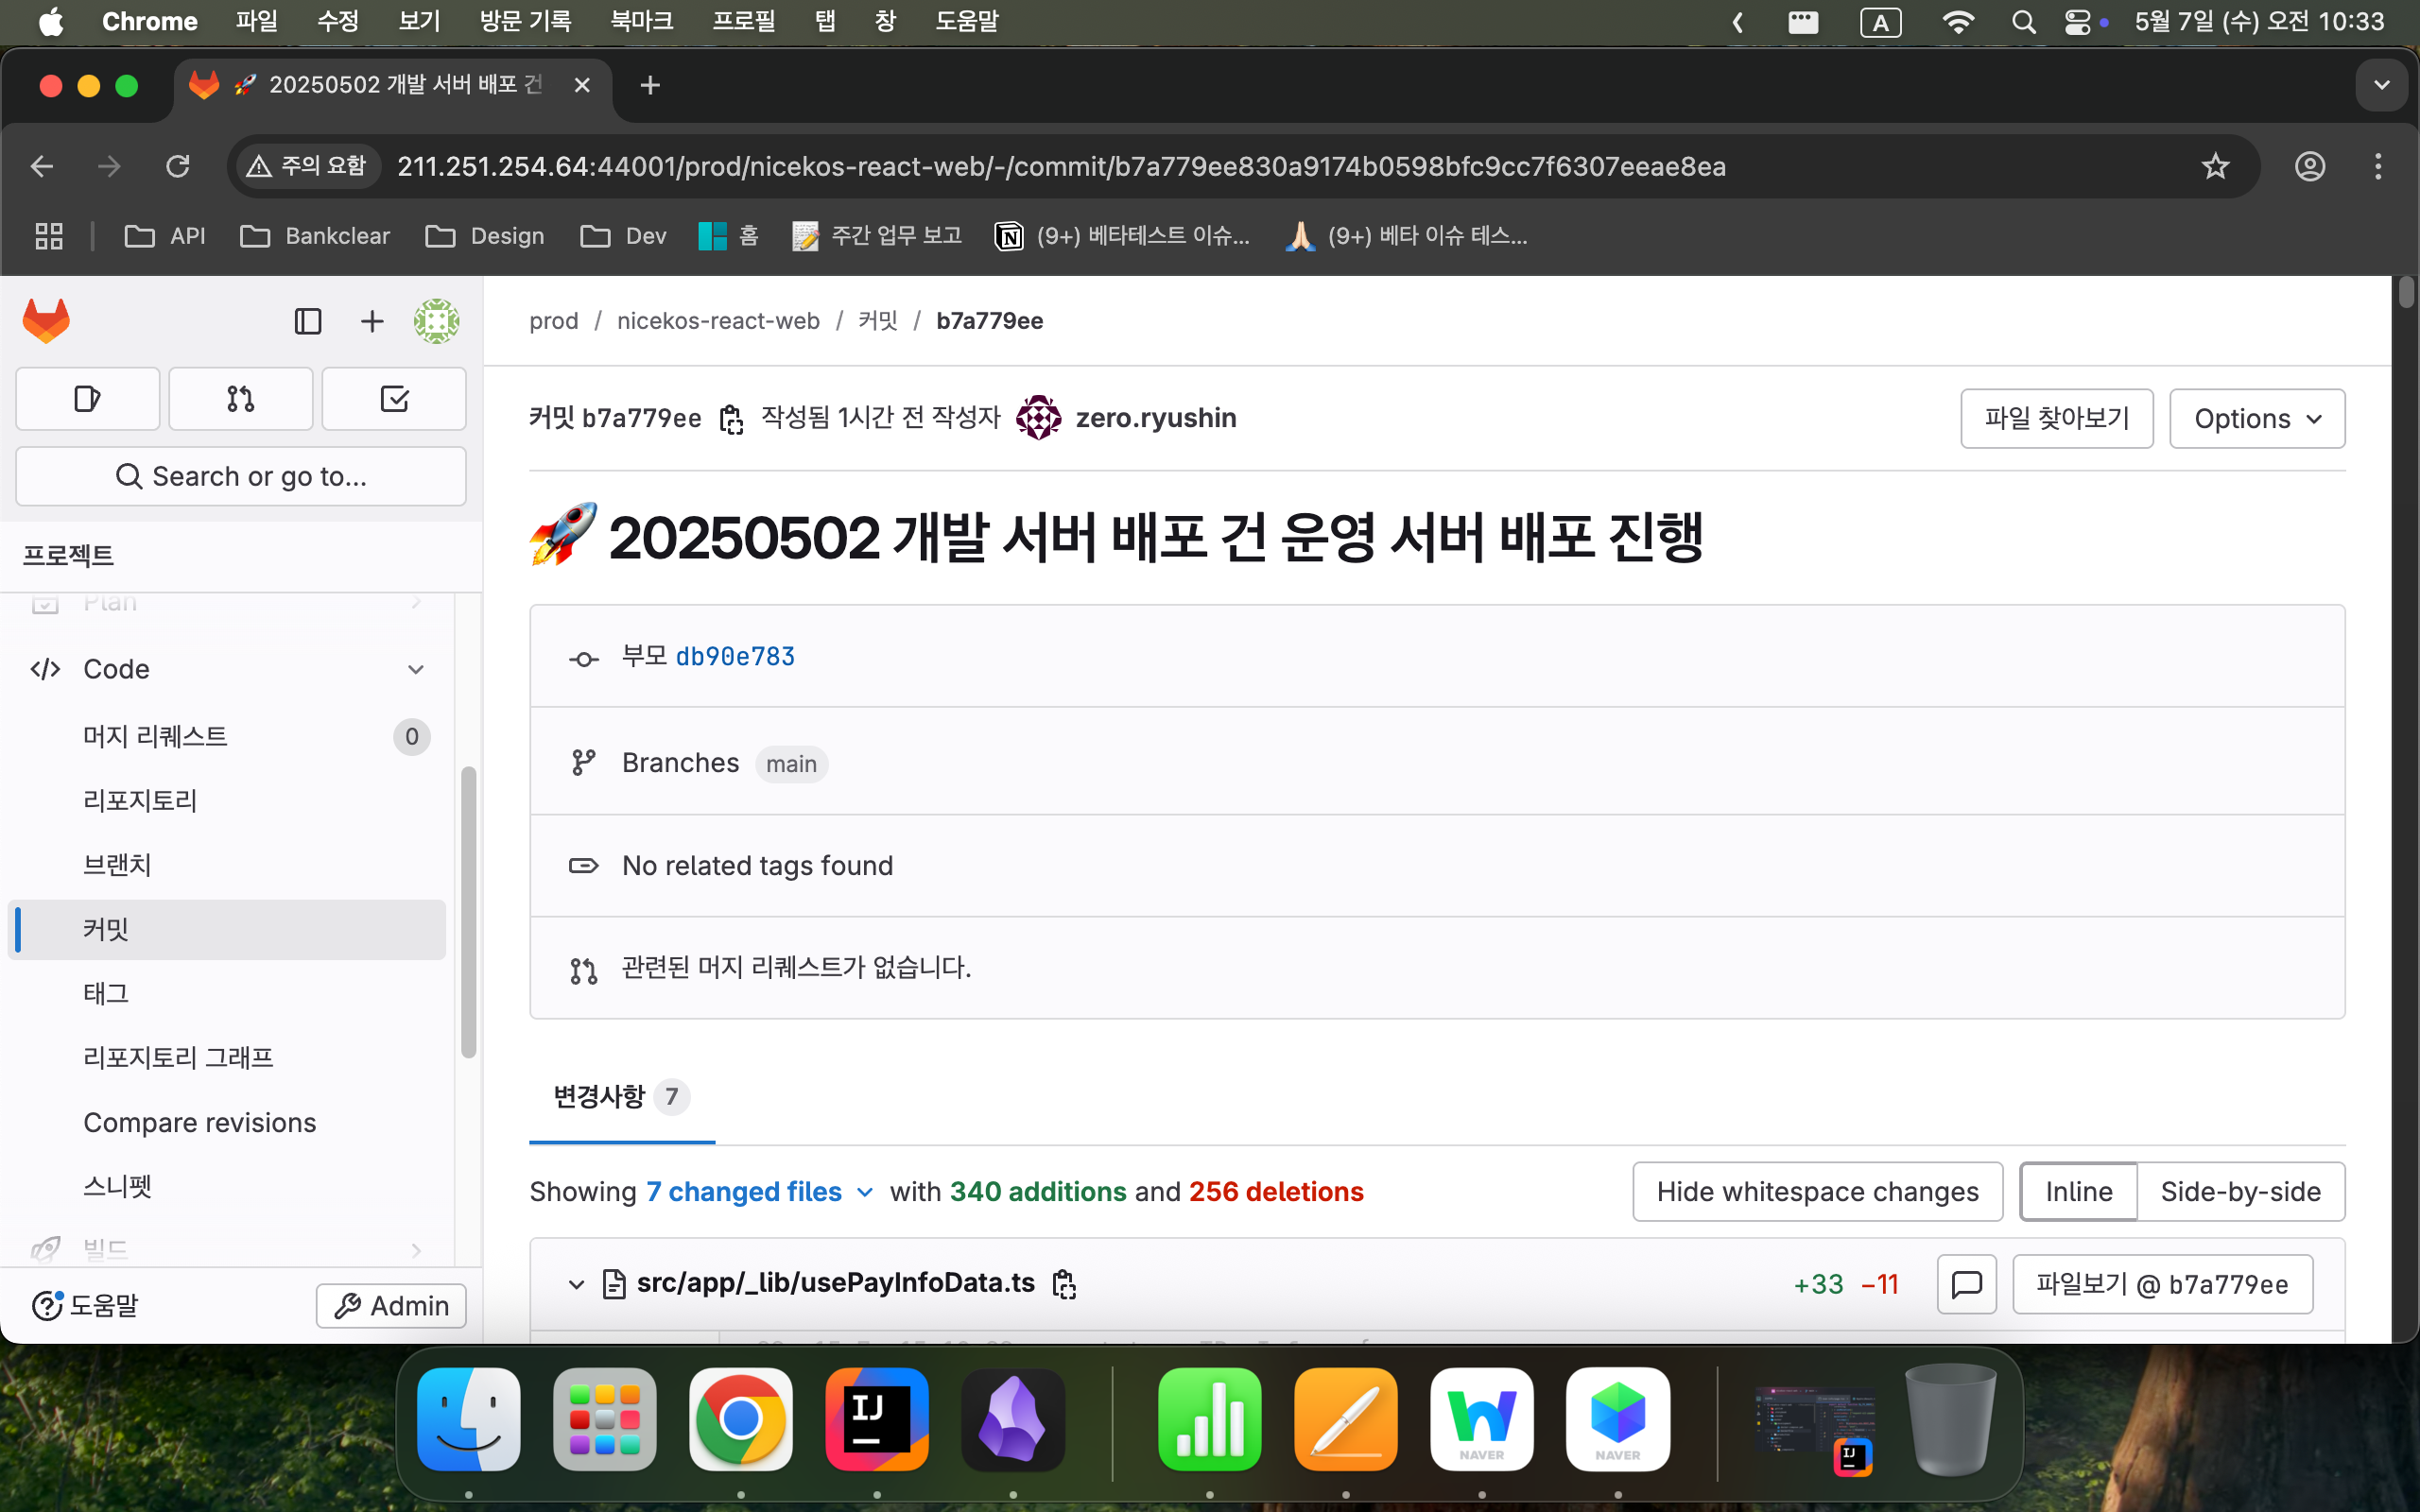 Chrome 파일 수정 보기 방문 기록 북마크 프로필 탭 창 도움말 A 5월 7일 (수) 오전 10:33
🚀 20250502 개발 서버 배포 건
주의 요함 211.251.254.64:44001/prod/nicekos-react-web/-/commit/b7a779ee830a9174b0598bfc9cc7f6307eeae8ea
API Bankclear Design Dev 홈 📝 주간 업무 보고 (9+) 베타테스트 이슈... 🙏🏻 (9+) 베타 이슈 테스...
Search or go to...
프로젝트
Plan
Code
머지 리퀘스트 0
리포지토리
브랜치
커밋
태그
리포지토리 그래프
Compare revisions
스니펫
빌드
도움말 Admin
prod / nicekos-react-web / 커밋 / b7a779ee
커밋 b7a779ee 작성됨 1시간 전 작성자 zero.ryushin 파일 찾아보기 Options
🚀 20250502 개발 서버 배포 건 운영 서버 배포 진행
부모 db90e783
Branches main
No related tags found
관련된 머지 리퀘스트가 없습니다.
변경사항 7
Showing 7 changed files with 340 additions and 256 deletions Hide whitespace changes Inline Side-by-side
src/app/_lib/usePayInfoData.ts +33 −11 파일보기 @ b7a779ee
IJ NAVER NAVER IJ